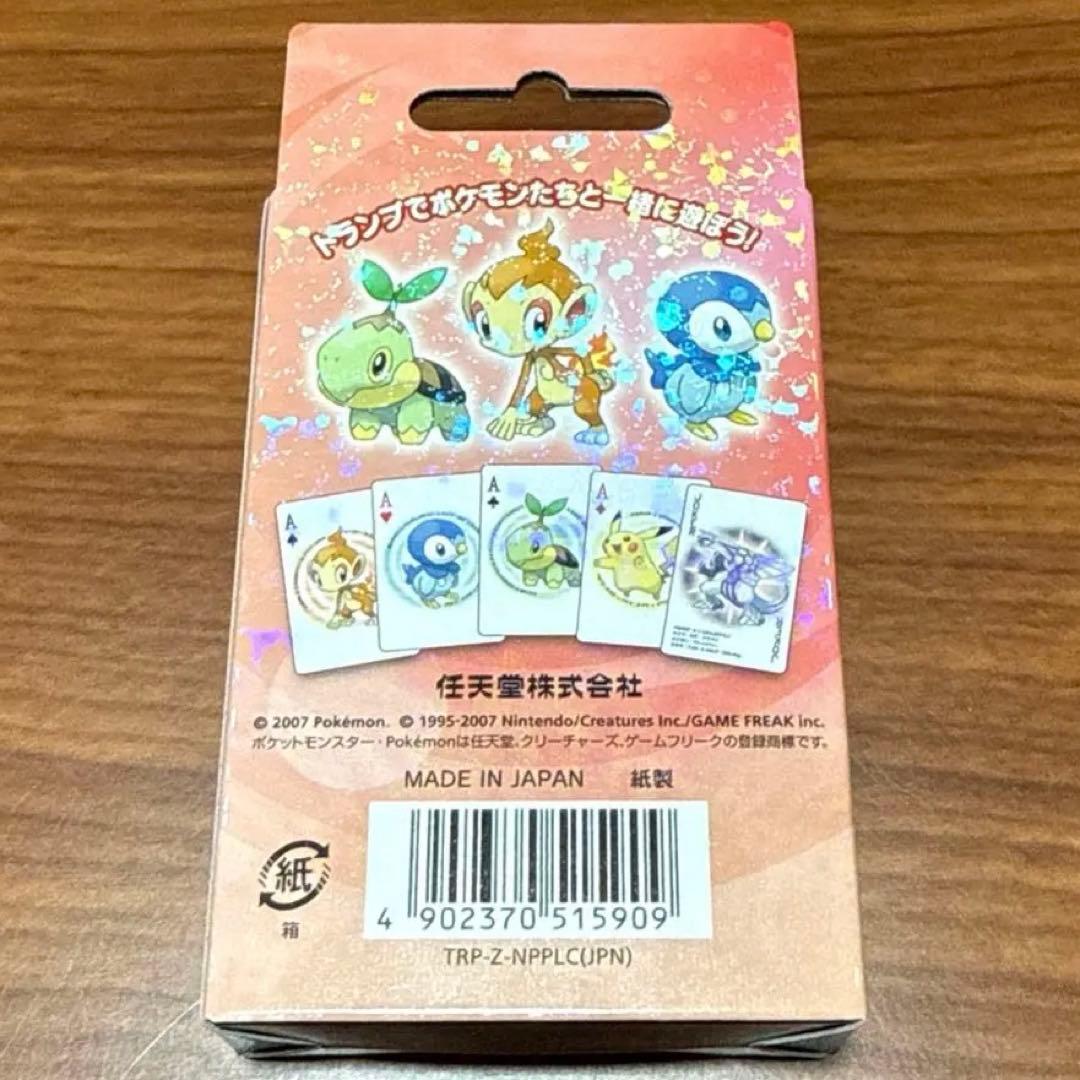 トランプでポケモンたちと一緒に遊ぼう!
A
A
A
A
JOKER
JOKER
任天堂株式会社
© 2007 Pokémon. © 1995-2007 Nintendo/Creatures Inc./GAME FREAK inc.
ポケットモンスター・Pokémonは任天堂、クリーチャーズ、ゲームフリークの登録商標です。
MADE IN JAPAN 紙製
紙
箱
4 902370 515909
TRP-Z-NPPLC(JPN)